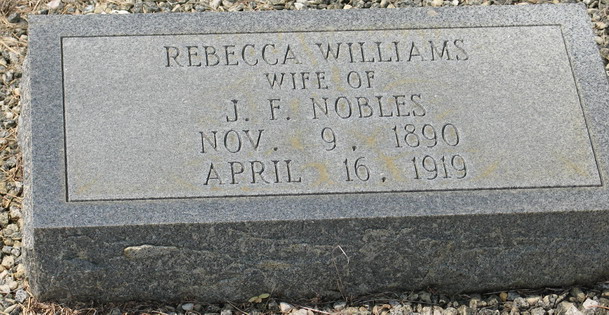 REBECCA WILLIAMS
WIFE OF
J. F. NOBLES
NOV. 9, 1890
APRIL 16, 1919